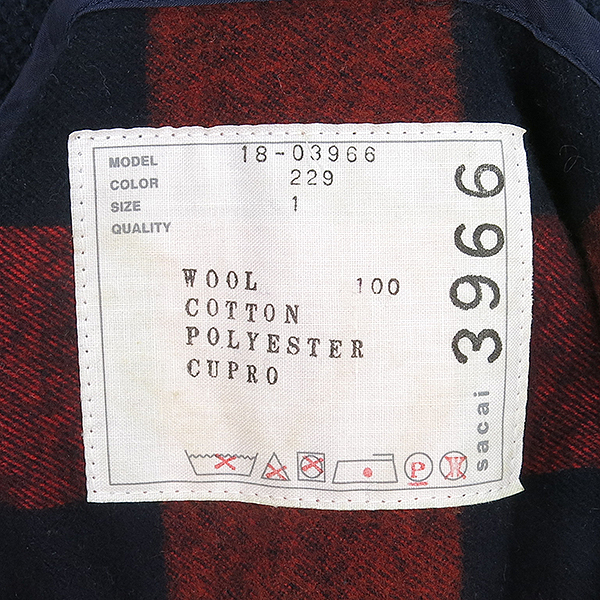 MODEL 18-03966
COLOR 229
SIZE 1
QUALITY
WOOL 100
COTTON
POLYESTER
CUPRO
P
W
sacai 3966